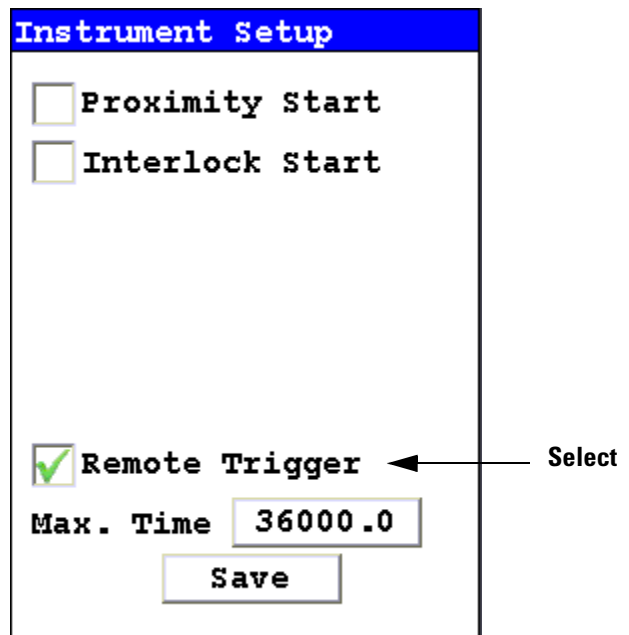 Instrument Setup
Proximity Start
Interlock Start
Remote Trigger
Select
Max. Time 36000.0
Save